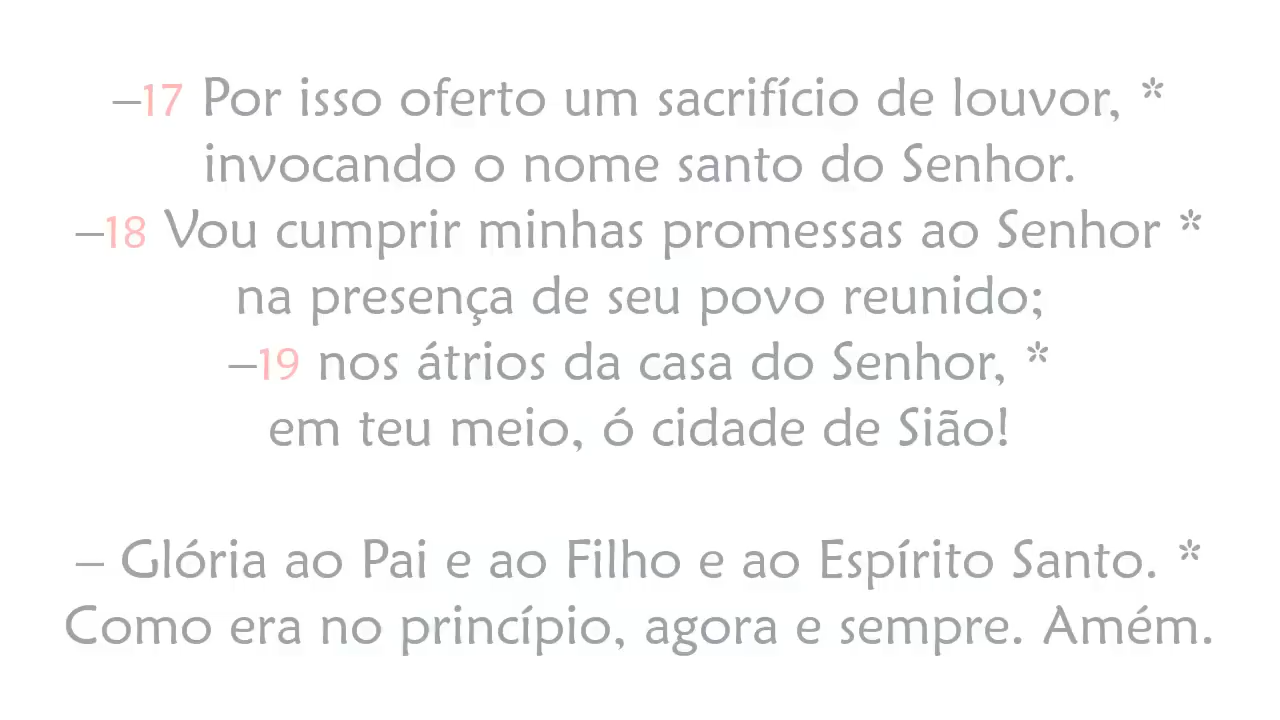 –17 Por isso oferto um sacrifício de louvor, *
invocando o nome santo do Senhor.
–18 Vou cumprir minhas promessas ao Senhor *
na presença de seu povo reunido;
–19 nos átrios da casa do Senhor, *
em teu meio, ó cidade de Sião!
– Glória ao Pai e ao Filho e ao Espírito Santo. *
Como era no princípio, agora e sempre. Amém.